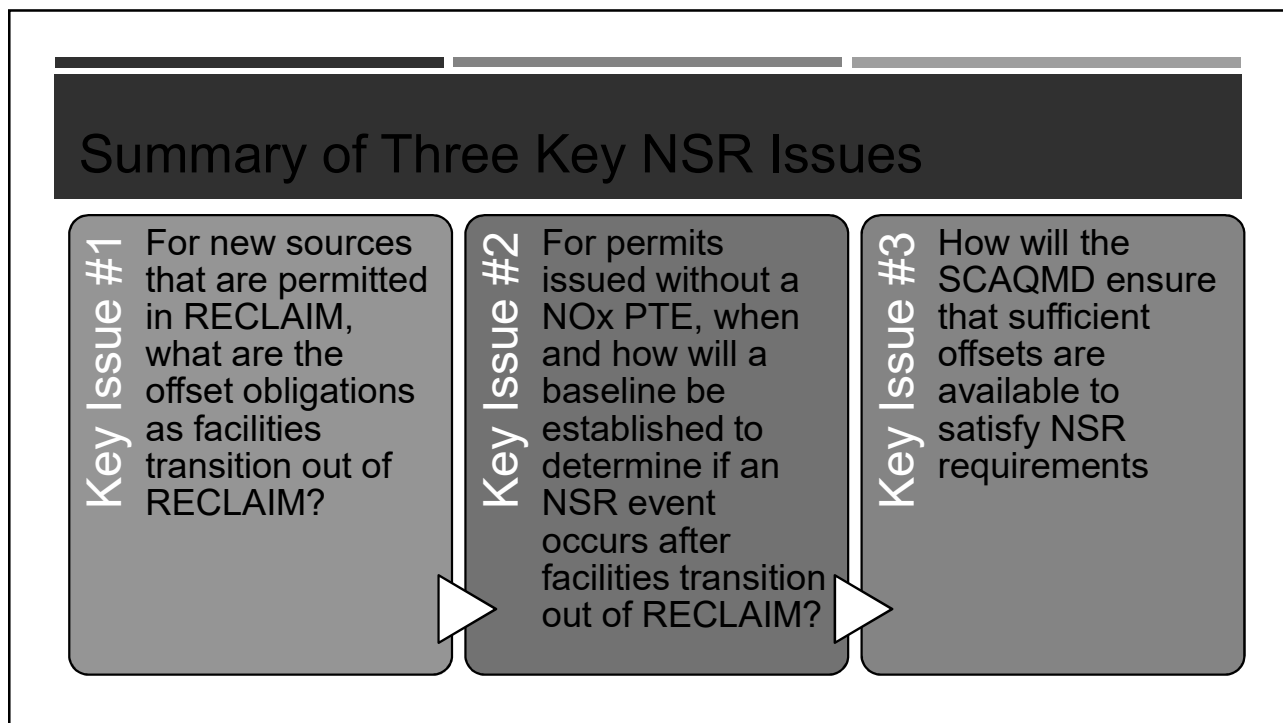 Summary of Three Key NSR Issues
Key Issue #1
For new sources
that are permitted
in RECLAIM,
what are the
offset obligations
as facilities
transition out of
RECLAIM?
Key Issue #2
For permits
issued without a
NOx PTE, when
and how will a
baseline be
established to
determine if an
NSR event
occurs after
facilities transition
out of RECLAIM?
Key Issue #3
How will the
SCAQMD ensure
that sufficient
offsets are
available to
satisfy NSR
requirements